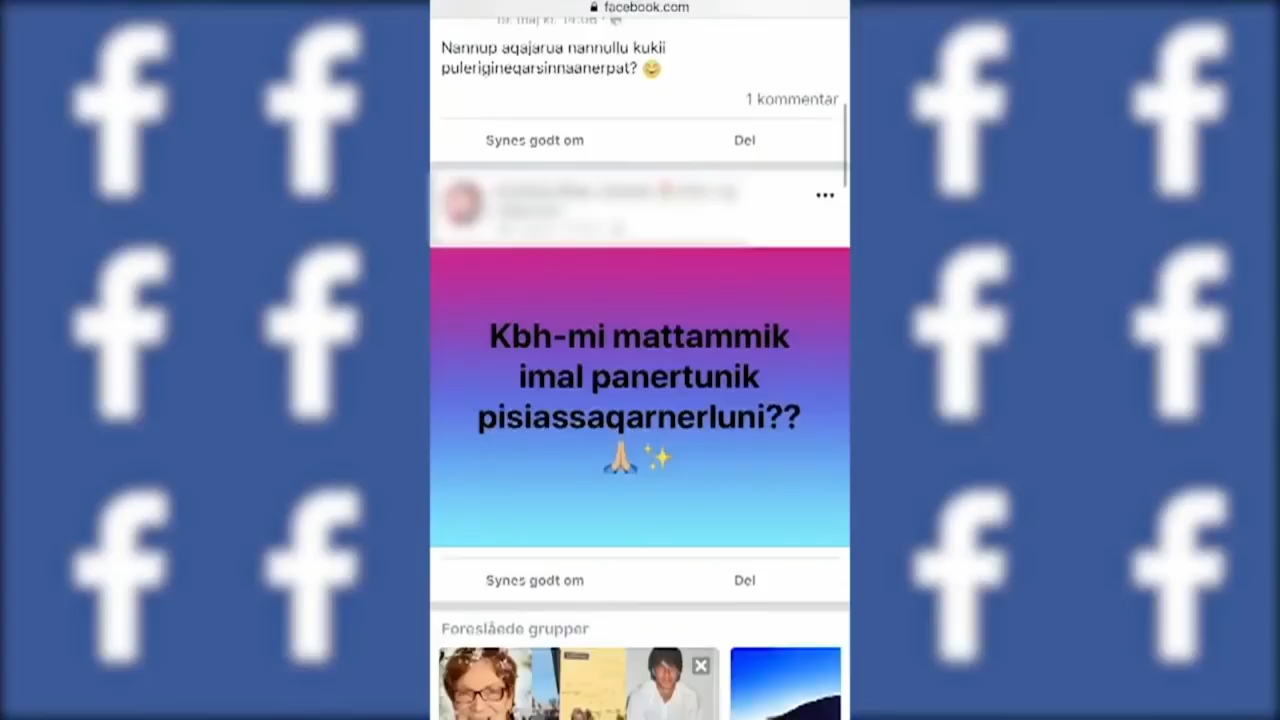 facebook.com
Nannup aqajarua nannullu kukii
pulerigineqarsinnaanerpat? 😄
1 kommentar
Synes godt om
Del
Kbh-mi mattammik
imal panertunik
pisiassaqarnerluni??
🙏🏼✨
Synes godt om
Del
Foreslåede grupper